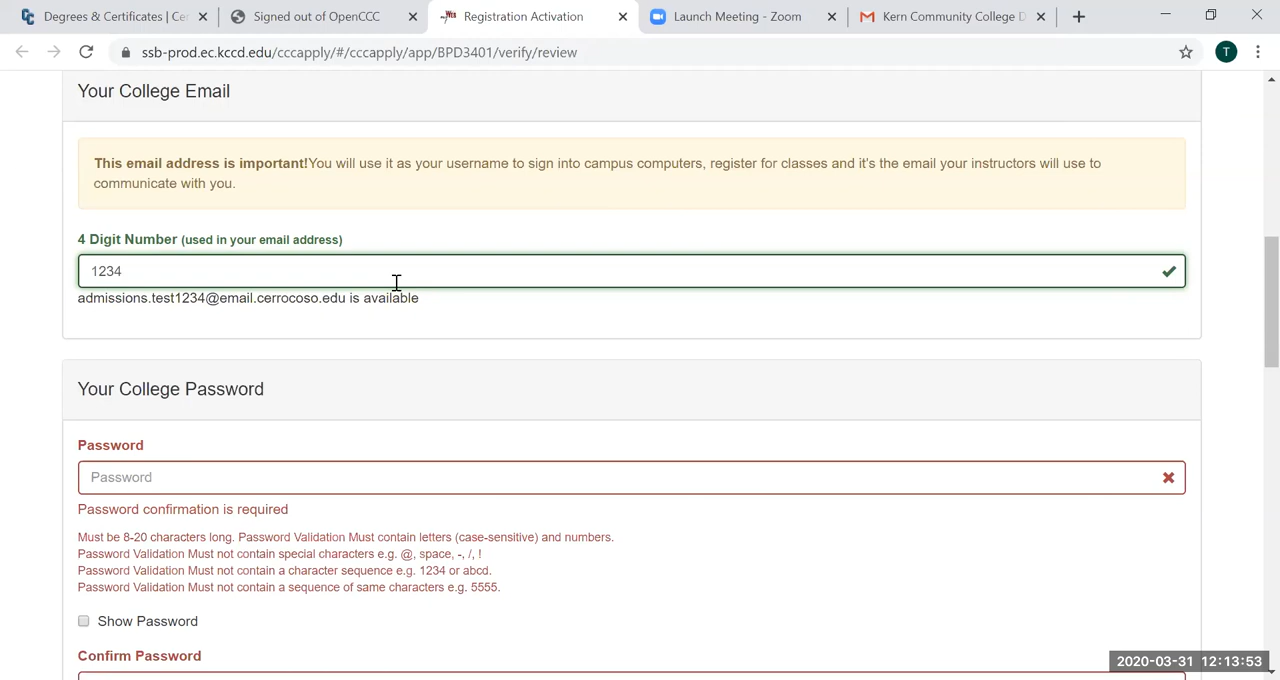 Degrees & Certificates | Cer
Signed out of OpenCCC
Registration Activation
Launch Meeting - Zoom
Kern Community College D
ssb-prod.ec.kccd.edu/cccapply/#/cccapply/app/BPD3401/verify/review
T
Your College Email
This email address is important!You will use it as your username to sign into campus computers, register for classes and it's the email your instructors will use to
communicate with you.
4 Digit Number (used in your email address)
1234
admissions.test1234@email.cerrocoso.edu is available
Your College Password
Password
Password
Password confirmation is required
Must be 8-20 characters long. Password Validation Must contain letters (case-sensitive) and numbers.
Password Validation Must not contain special characters e.g. @, space, -, /, !
Password Validation Must not contain a character sequence e.g. 1234 or abcd.
Password Validation Must not contain a sequence of same characters e.g. 5555.
Show Password
Confirm Password
2020-03-31 12:13:53